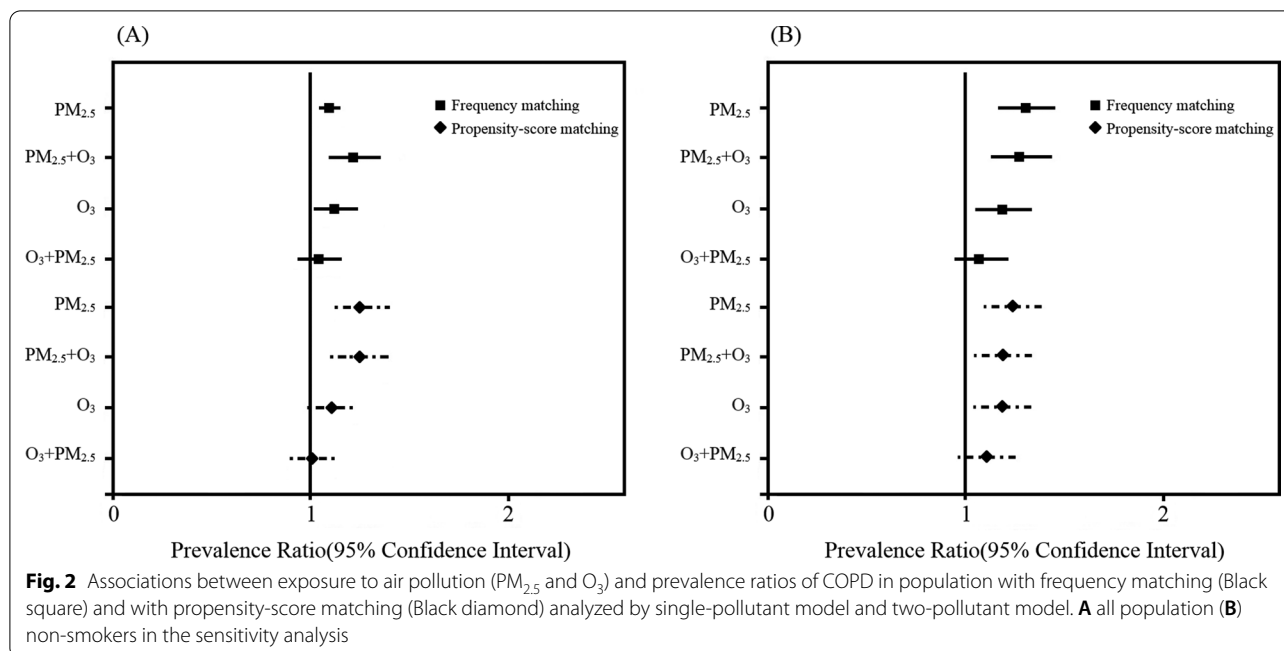 (A)
PM2.5
PM2.5+O3
O3
O3+PM2.5
PM2.5
PM2.5+O3
O3
O3+PM2.5
Frequency matching
Propensity-score matching
0 1 2
Prevalence Ratio(95% Confidence Interval)
(B)
PM2.5
PM2.5+O3
O3
O3+PM2.5
PM2.5
PM2.5+O3
O3
O3+PM2.5
Frequency matching
Propensity-score matching
0 1 2
Prevalence Ratio(95% Confidence Interval)
Fig. 2 Associations between exposure to air pollution (PM2.5 and O3) and prevalence ratios of COPD in population with frequency matching (Black
square) and with propensity-score matching (Black diamond) analyzed by single-pollutant model and two-pollutant model. A all population (B)
non-smokers in the sensitivity analysis